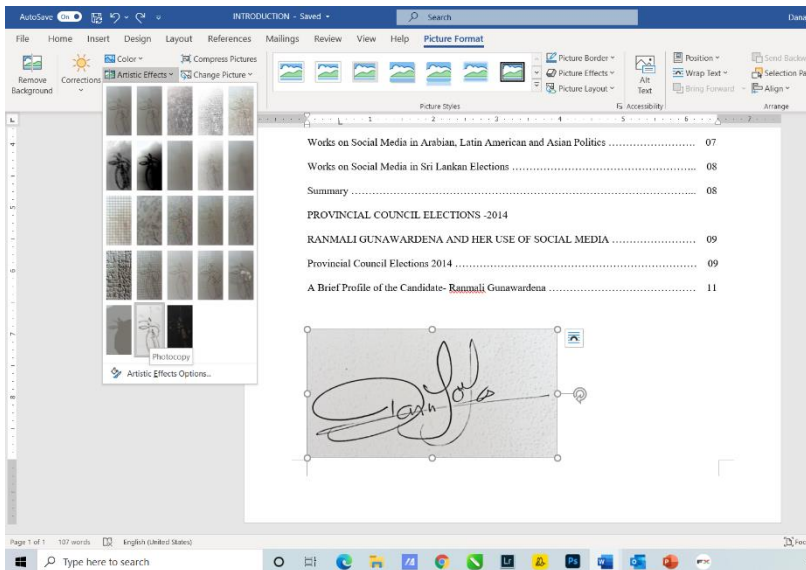 AutoSave On INTRODUCTION - Saved Search Dana
File Home Insert Design Layout References Mailings Review View Help Picture Format
Remove Background
Corrections
Color
Artistic Effects
Compress Pictures
Change Picture
Picture Border
Picture Effects
Picture Layout
Alt Text
Position
Wrap Text
Bring Forward
Send Backw
Selection Pa
Align
Picture Styles Accessibility Arrange
Works on Social Media in Arabian, Latin American and Asian Politics 07
Works on Social Media in Sri Lankan Elections 08
Summary 08
PROVINCIAL COUNCIL ELECTIONS -2014
RANMALI GUNAWARDENA AND HER USE OF SOCIAL MEDIA 09
Provincial Council Elections 2014 09
A Brief Profile of the Candidate- Ranmali Gunawardena 11
Photocopy
Artistic Effects Options...
Page 1 of 1 107 words English (United States) Foc
Type here to search